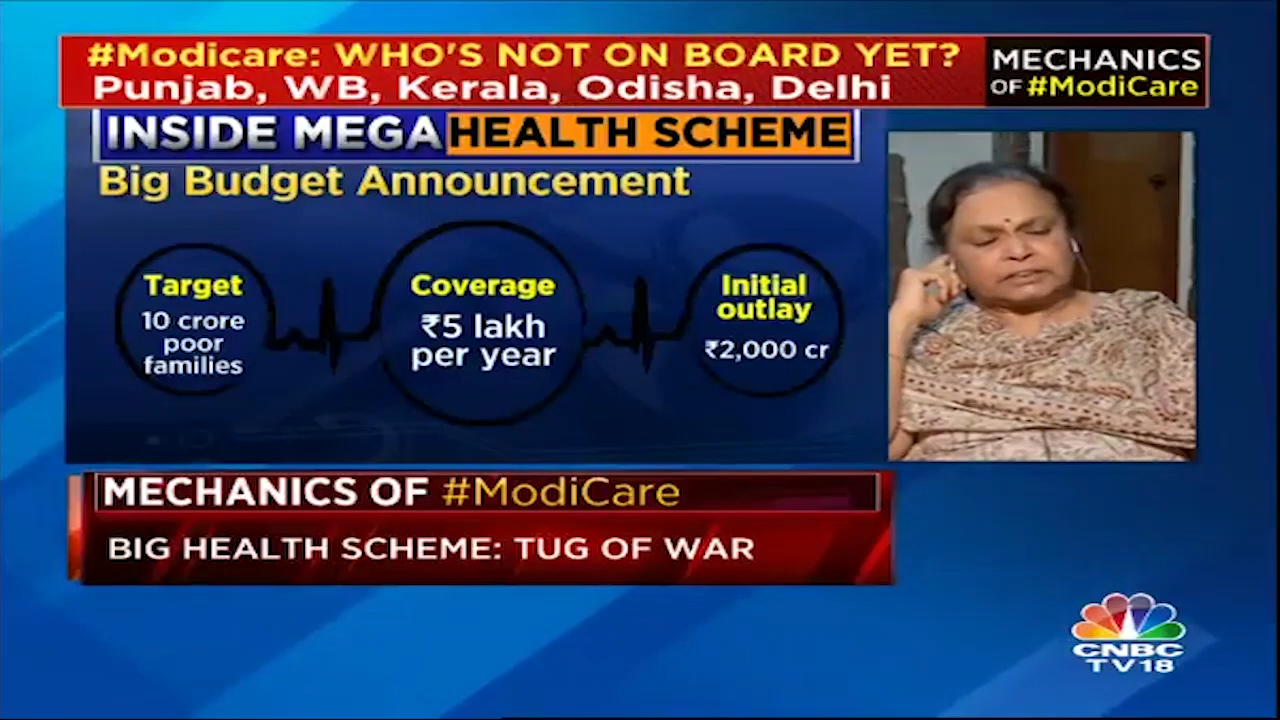 #Modicare: WHO'S NOT ON BOARD YET?
Punjab, WB, Kerala, Odisha, Delhi
MECHANICS
OF #ModiCare
INSIDE MEGA HEALTH SCHEME
Big Budget Announcement
Target
10 crore
poor
families
Coverage
₹5 lakh
per year
Initial
outlay
₹2,000 cr
MECHANICS OF #ModiCare
BIG HEALTH SCHEME: TUG OF WAR
CNBC
TV18